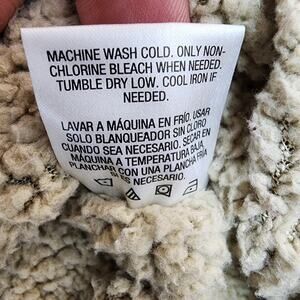 MACHINE WASH COLD. ONLY NON-
CHLORINE BLEACH WHEN NEEDED.
TUMBLE DRY LOW. COOL IRON IF
NEEDED.
LAVAR A MÁQUINA EN FRÍO, USAR
SOLO BLANQUEADOR SIN CLORO
CUANDO SEA NECESARIO. SECAR EN
MÁQUINA A TEMPERATURA BAJA,
PLANCHAR CON UNA PLANCHA FRÍA
SI ES NECESARIO.